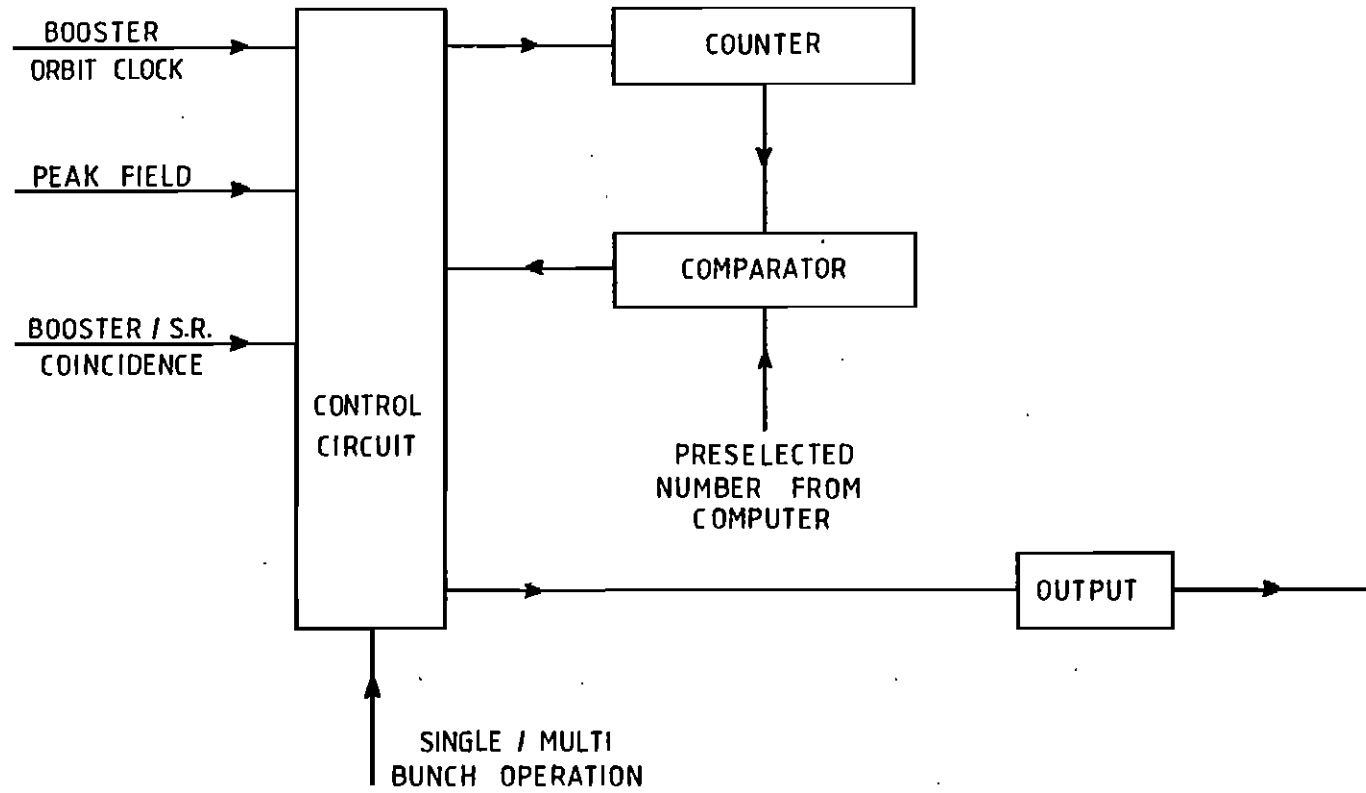 BOOSTER
ORBIT CLOCK
PEAK FIELD
BOOSTER / S.R.
COINCIDENCE
CONTROL
CIRCUIT
COUNTER
COMPARATOR
PRESELECTED
NUMBER FROM
COMPUTER
OUTPUT
SINGLE / MULTI
BUNCH OPERATION